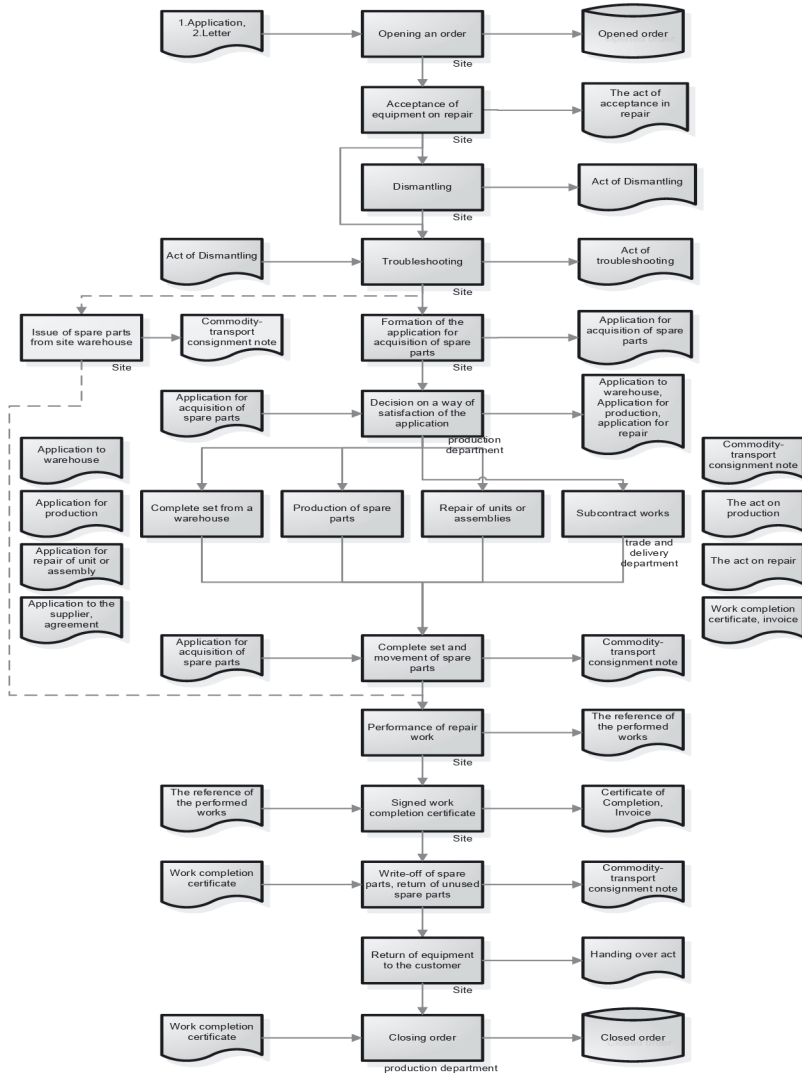 1.Application,
2.Letter
Opening an order
Opened order
Site
Acceptance of
equipment on repair
The act of
acceptance in
repair
Site
Dismantling
Act of Dismantling
Site
Act of Dismantling
Troubleshooting
Act of
troubleshooting
Site
Issue of spare parts
from site warehouse
Site
Commodity-
transport
consignment note
Formation of the
application for
acquisition of spare
parts
Site
Application for
acquisition of spare
parts
Application for
acquisition of
spare parts
Decision on a way of
satisfaction of the
application
production
department
Application to
warehouse,
Application for
production,
application for
repair
Application to
warehouse
Application for
production
Application for
repair of unit or
assembly
Application to the
supplier,
agreement
Complete set from a
warehouse
Production of spare
parts
Repair of units or
assemblies
Subcontract works
trade and
delivery
department
Commodity-
transport
consignment note
The act on
production
The act on repair
Work completion
certificate, invoice
Application for
acquisition of
spare parts
Complete set and
movement of spare
parts
Commodity-
transport
consignment note
Performance of repair
work
Site
The reference of
the performed
works
The reference of
the performed
works
Signed work
completion certificate
Site
Certificate of
Completion,
Invoice
Work completion
certificate
Write-off of spare
parts, return of unused
spare parts
Commodity-
transport
consignment note
Return of equipment
to the customer
Site
Handing over act
Work completion
certificate
Closing order
production department
Closed order